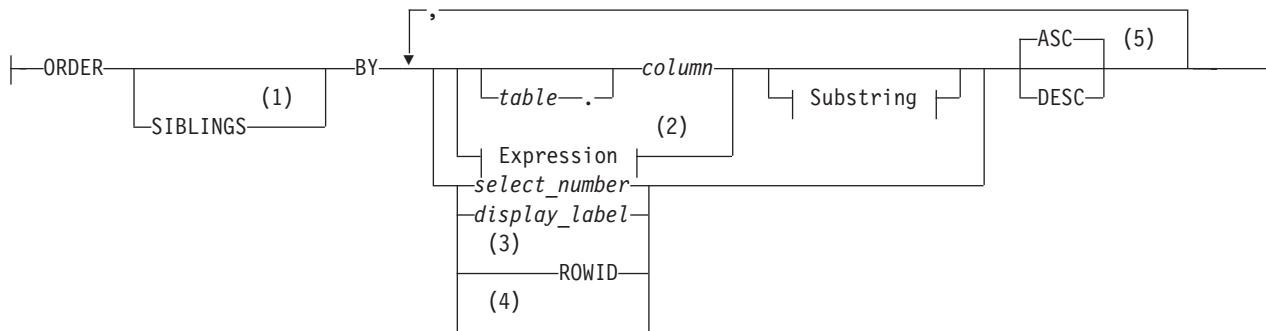 ,
ORDER BY table . column ASC (5)
SIBLINGS (1) Substring DESC
Expression (2)
select_number
display_label
(3)
ROWID
(4)